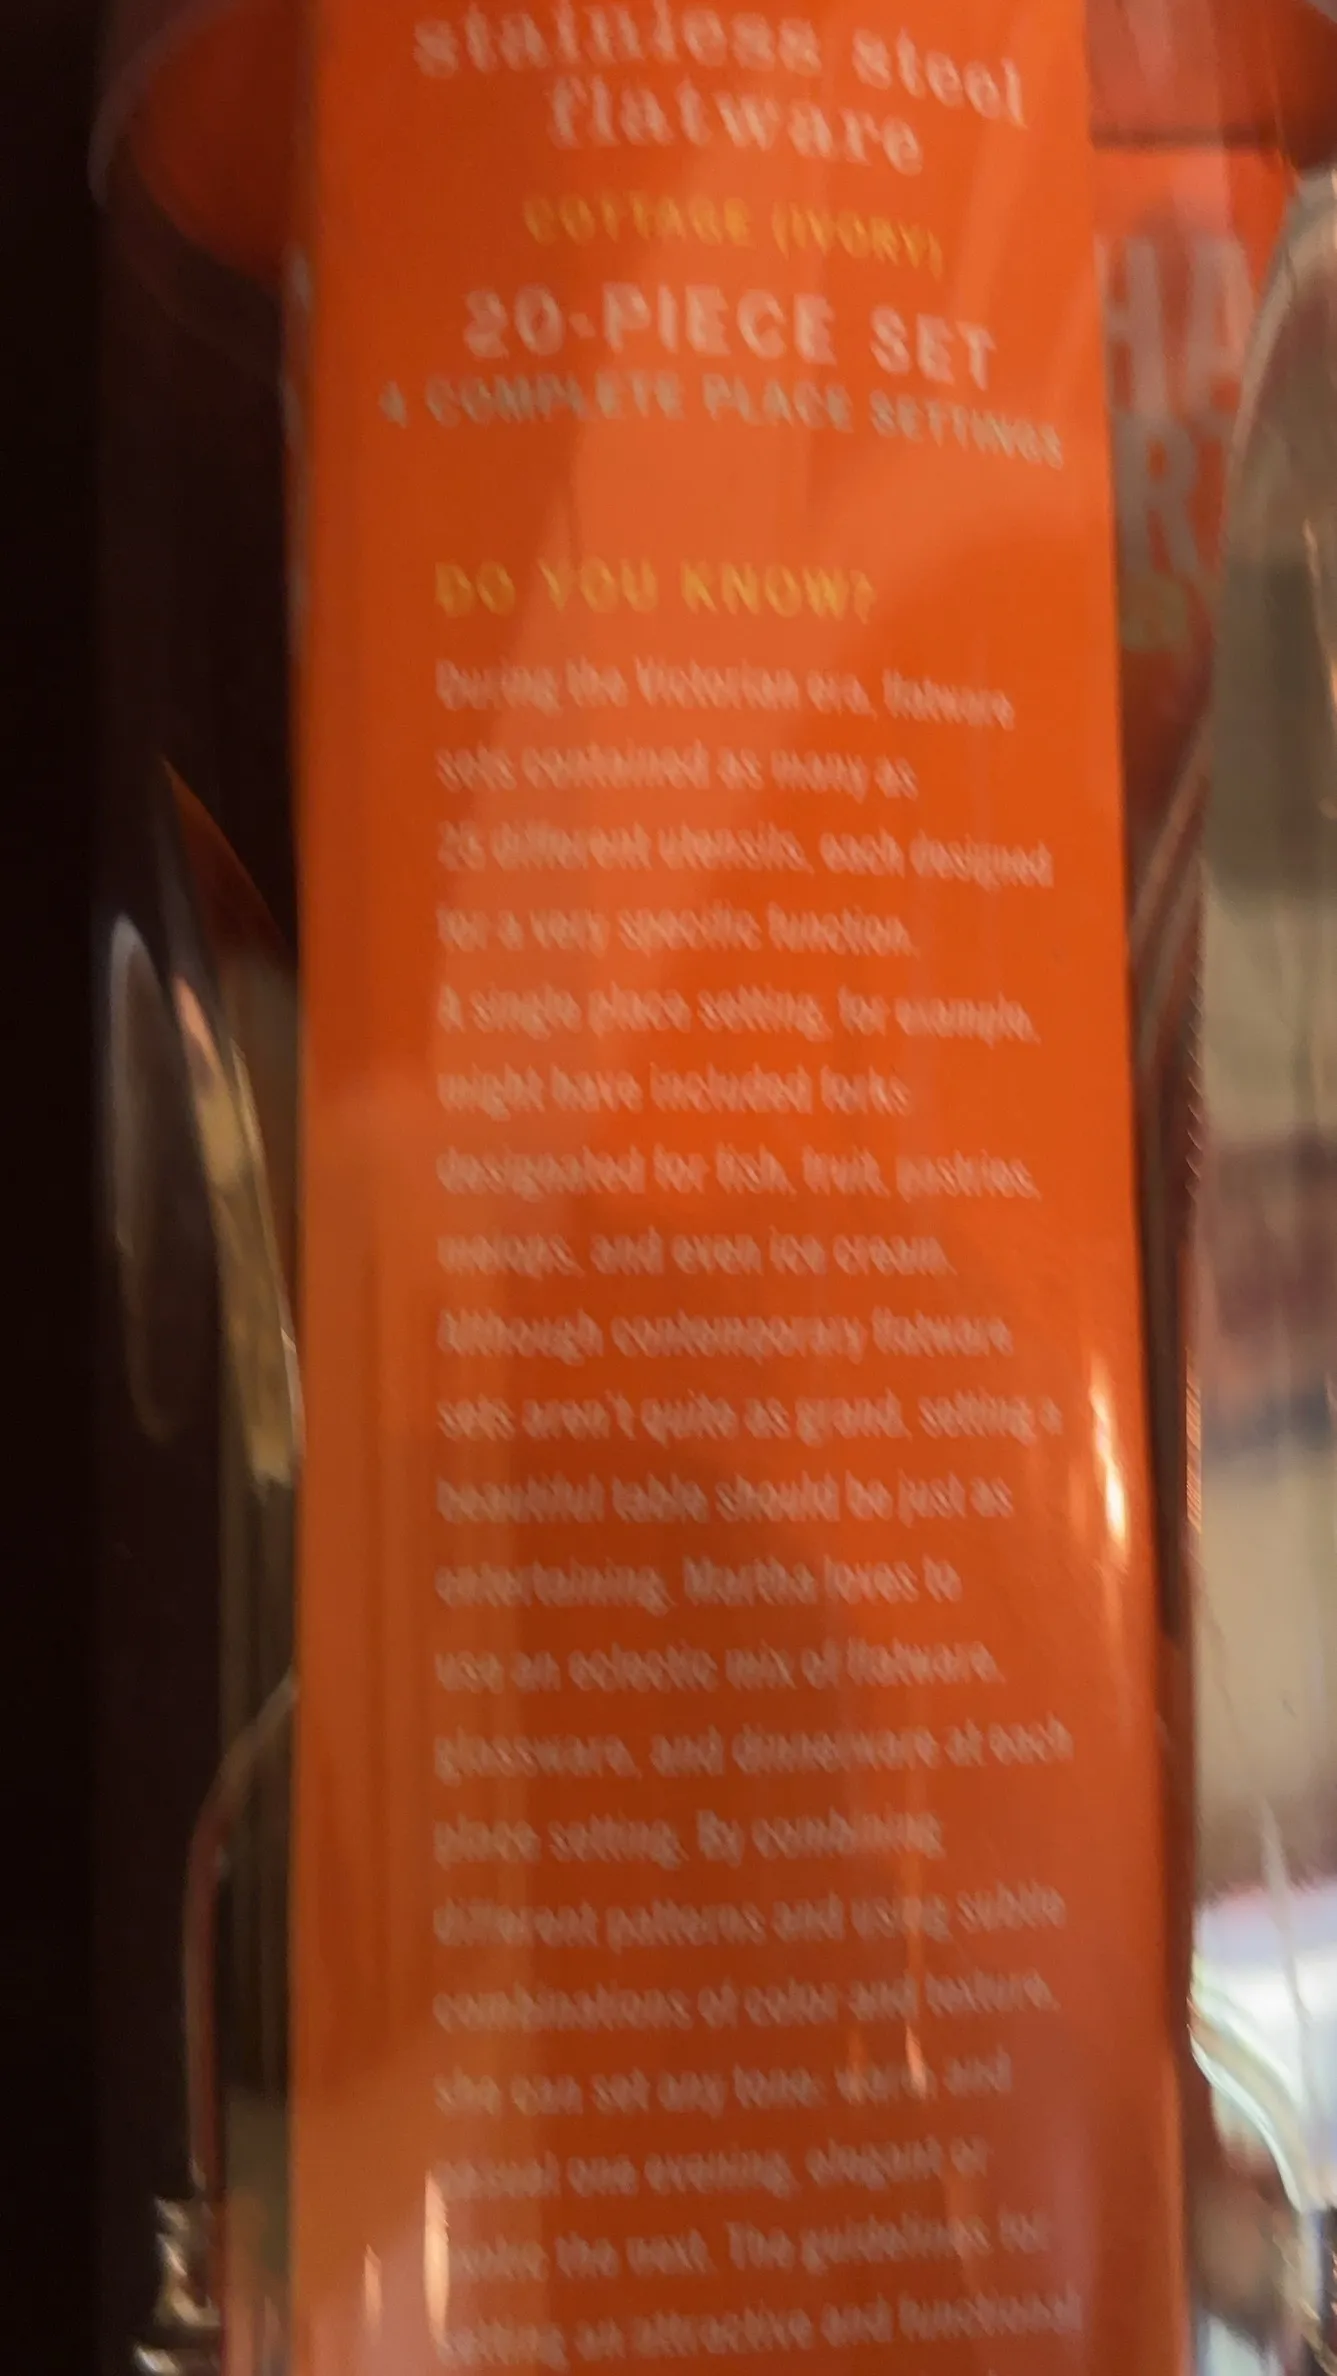 stainless steel
flatware
COTTAGE (IVORY)
20-PIECE SET
4 COMPLETE PLACE SETTINGS
DO YOU KNOW?
During the Victorian era, flatware
sets contained as many as
25 different utensils, each designed
for a very specific function.
A single place setting, for example,
might have included forks
designated for fish, fruit, pastries,
and even ice cream.
Although contemporary flatware
sets aren't quite as grand, setting a
beautiful table should be just as
entertaining. Martha loves to
use an eclectic mix of flatware,
glassware, and dinnerware at each
place setting. By combining
different patterns and using subtle
combinations of color and texture,
she can set any tone: warm and
casual one evening, elegant or
the next. The guidelines for
setting an attractive and functional
HA
R